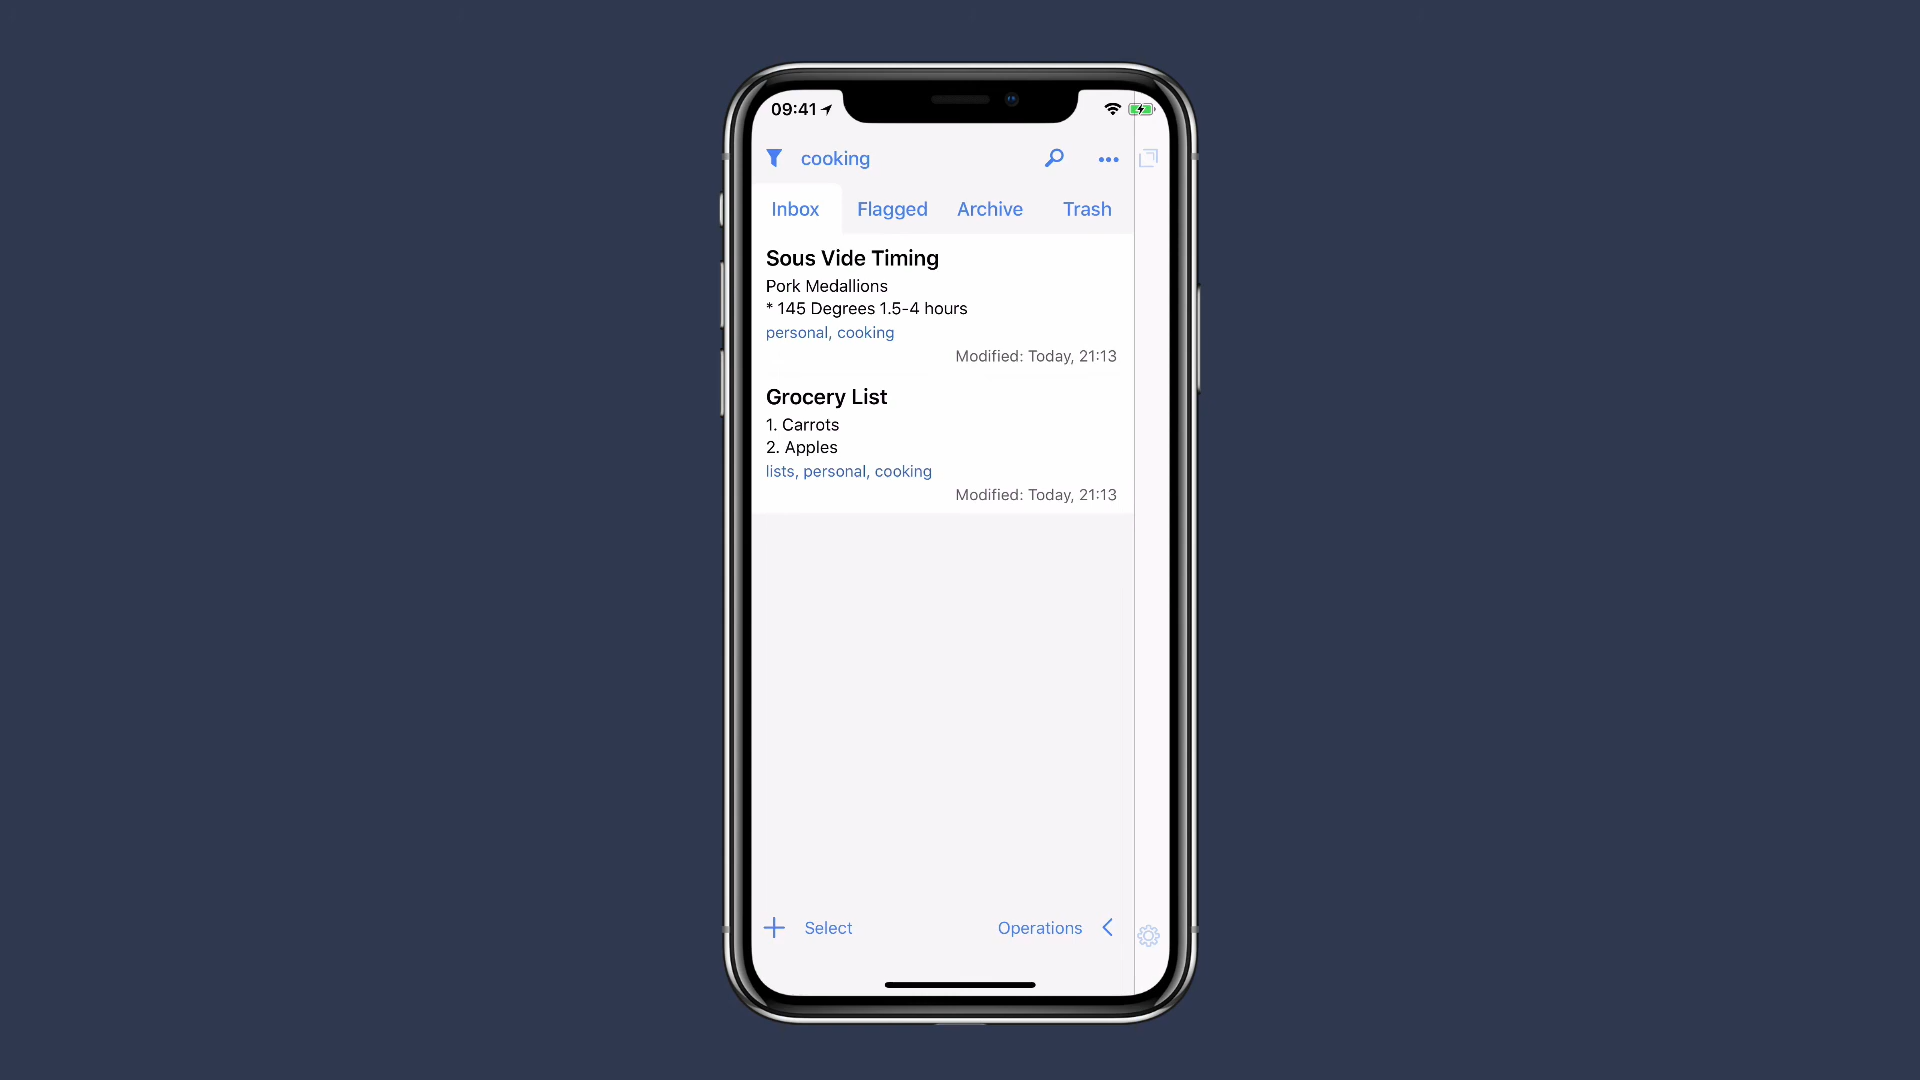 09:41
cooking
Inbox Flagged Archive Trash
Sous Vide Timing
Pork Medallions
* 145 Degrees 1.5-4 hours
personal, cooking
Modified: Today, 21:13
Grocery List
1. Carrots
2. Apples
lists, personal, cooking
Modified: Today, 21:13
Select Operations